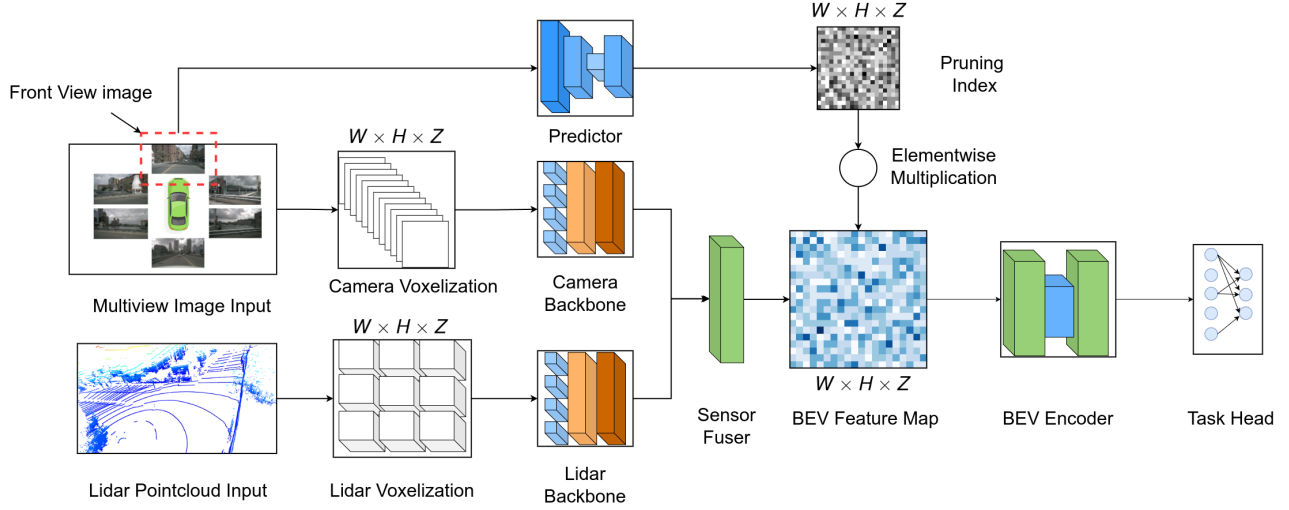 W × H × Z
Pruning
Index
Front View image
Predictor
W × H × Z
Elementwise
Multiplication
Camera Voxelization
Camera
Backbone
Multiview Image Input
W × H × Z
W × H × Z
Sensor
Fuser
BEV Feature Map
BEV Encoder
Task Head
Lidar Pointcloud Input
Lidar Voxelization
Lidar
Backbone